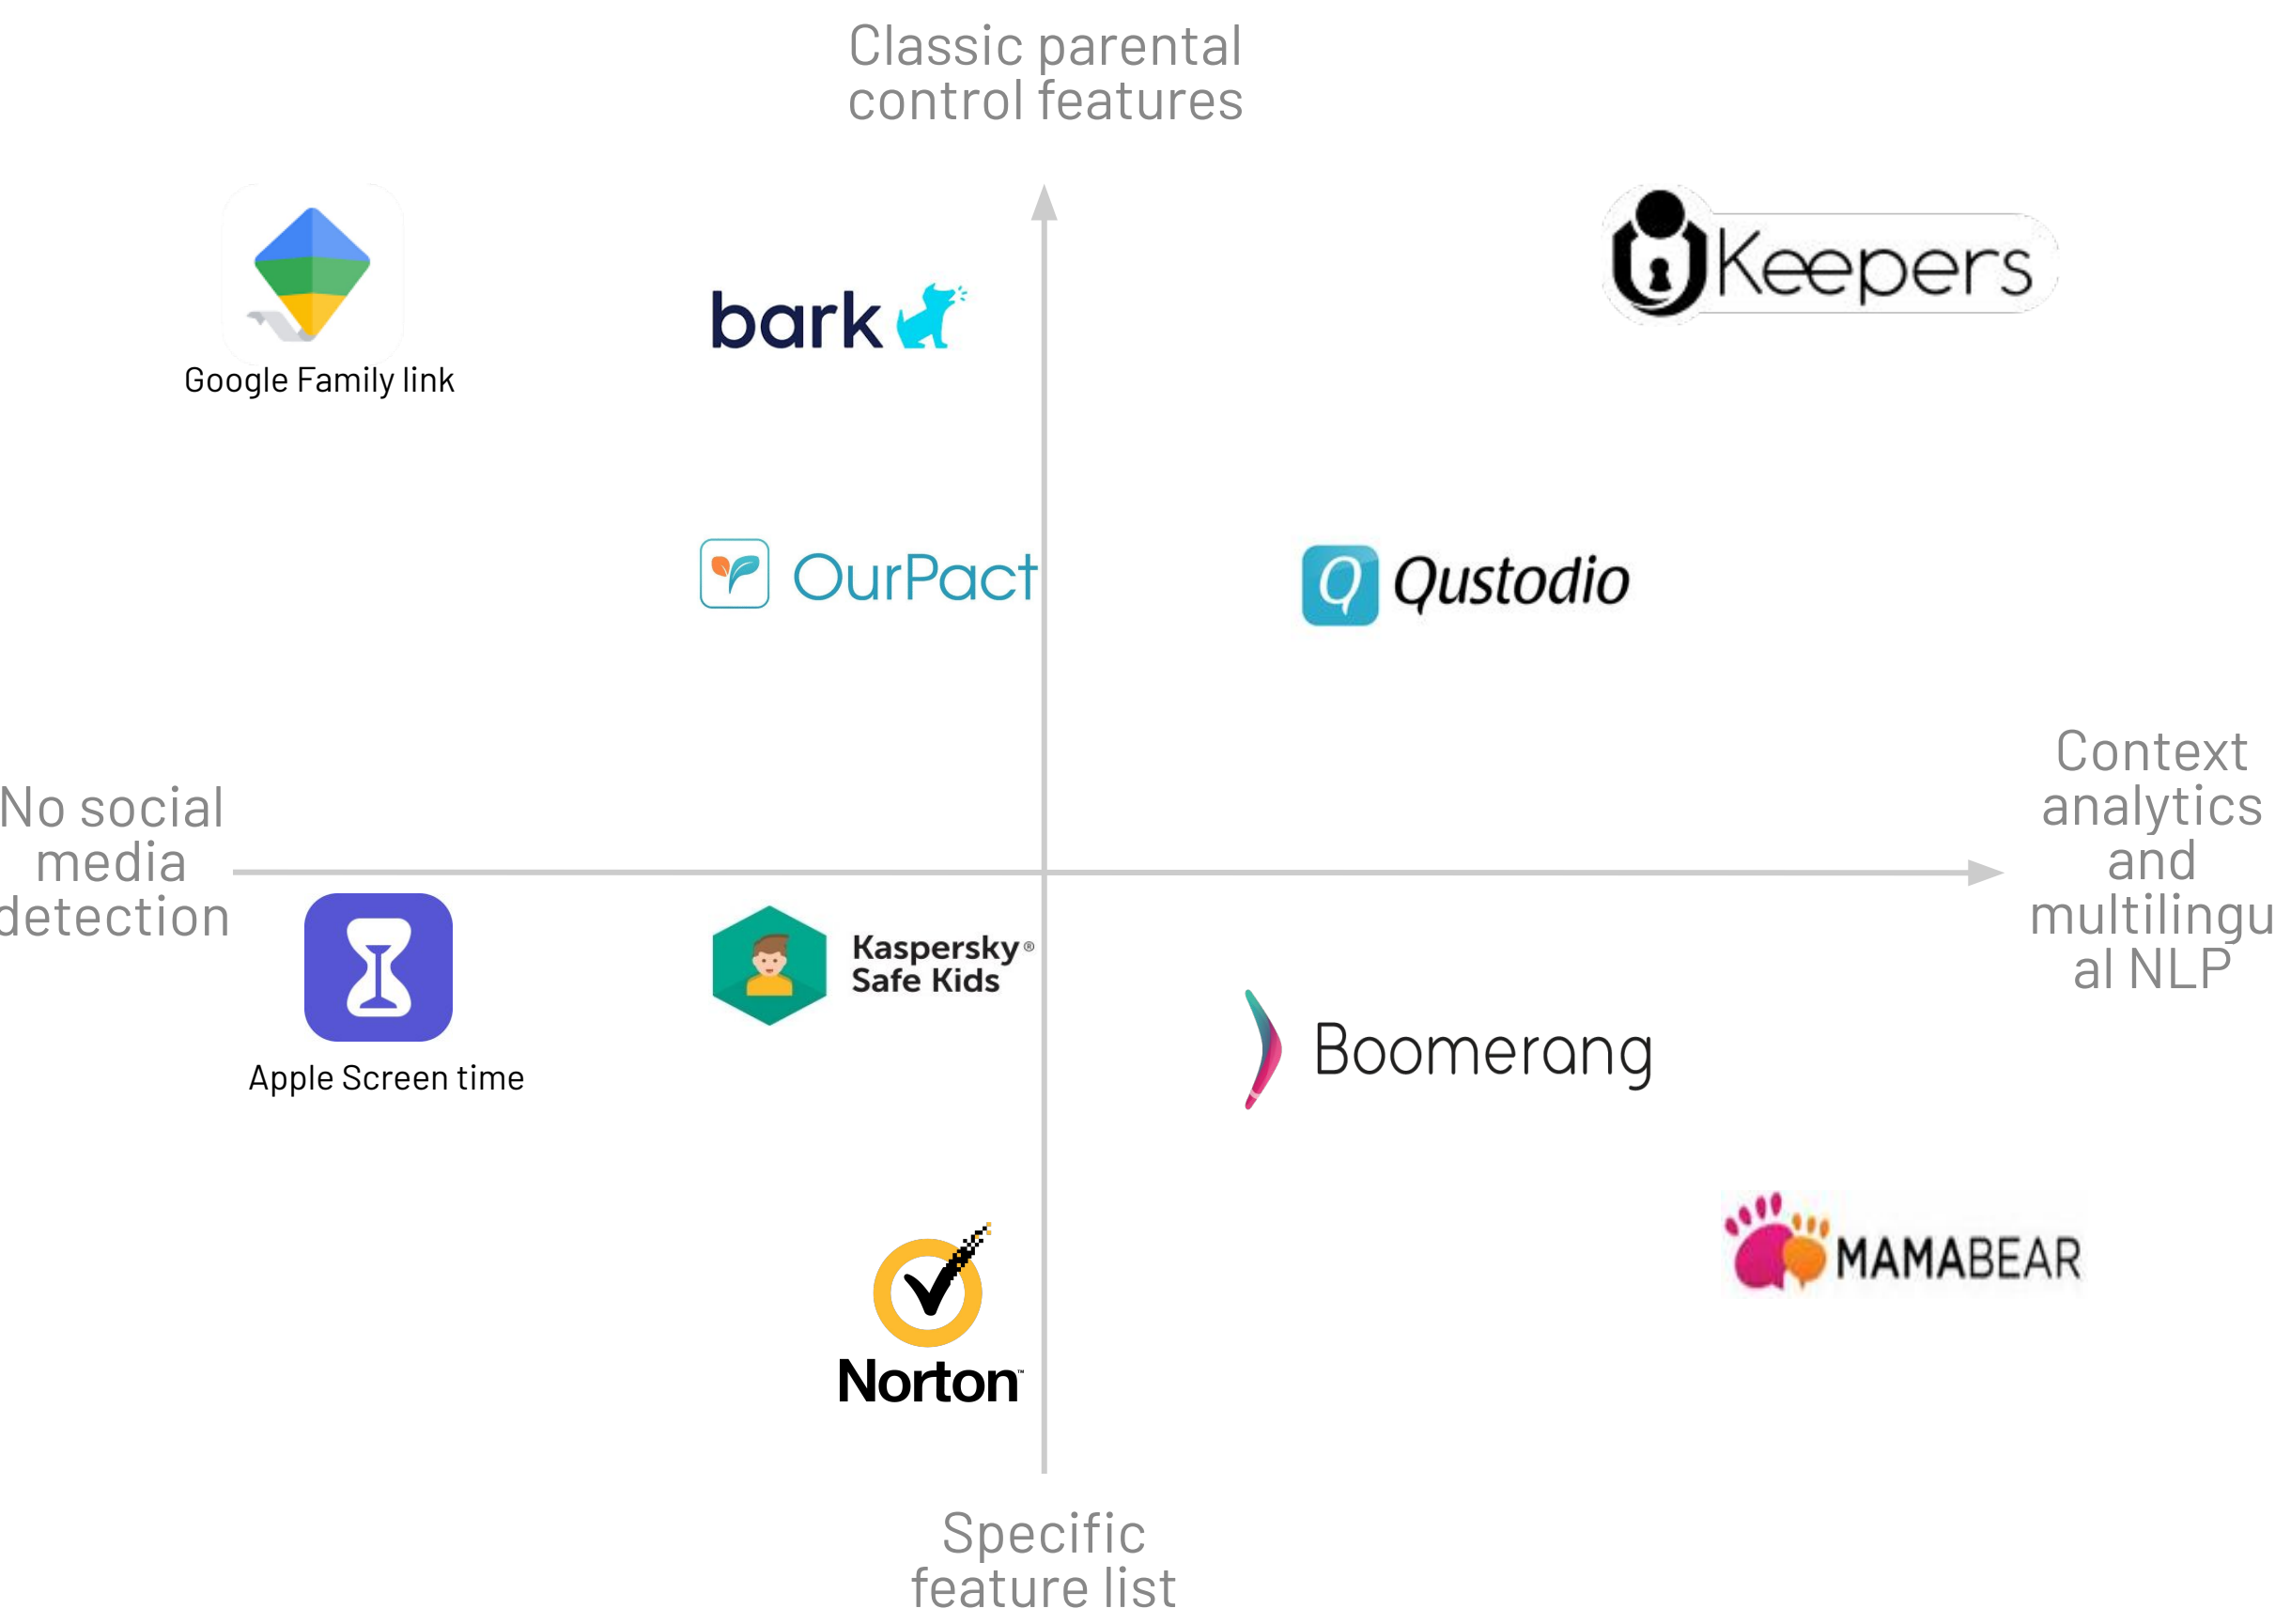 Classic parental
control features
Keepers
bark
Google Family link
OurPact
Qustodio
No social
media
detection
Context
analytics
and
multilingu
al NLP
Kaspersky®
Safe Kids
Boomerang
Apple Screen time
MAMABEAR
Norton™
Specific
feature list